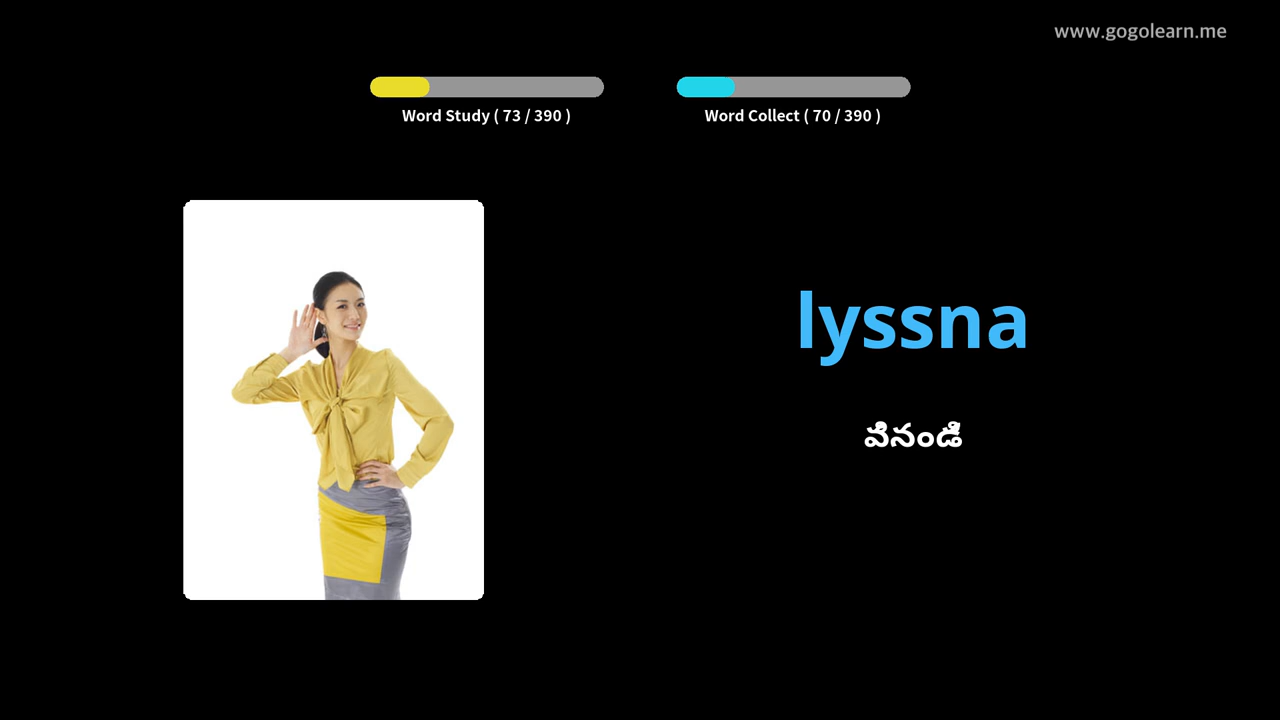 www.gogolearn.me
Word Study ( 73 / 390 )
Word Collect ( 70 / 390 )
lyssna
వినండి